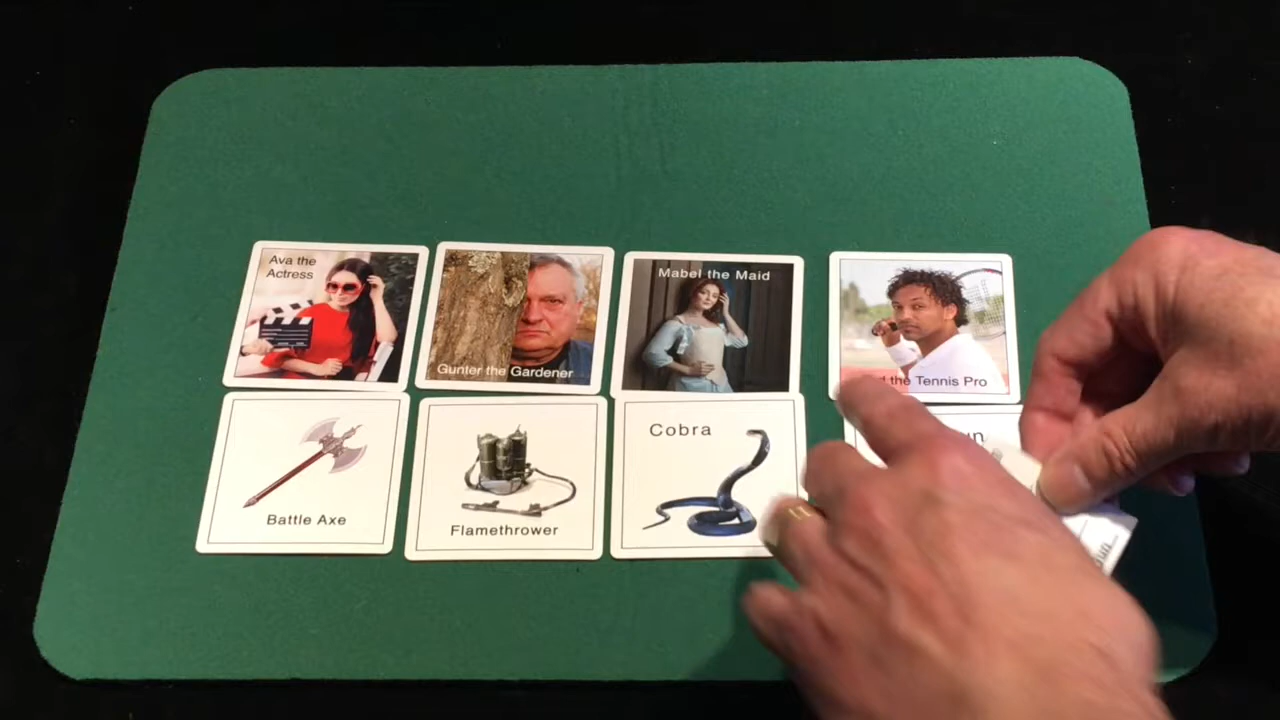 Ava the
Actress
Gunter the Gardener
Mabel the Maid
the Tennis Pro
Battle Axe
Flamethrower
Cobra